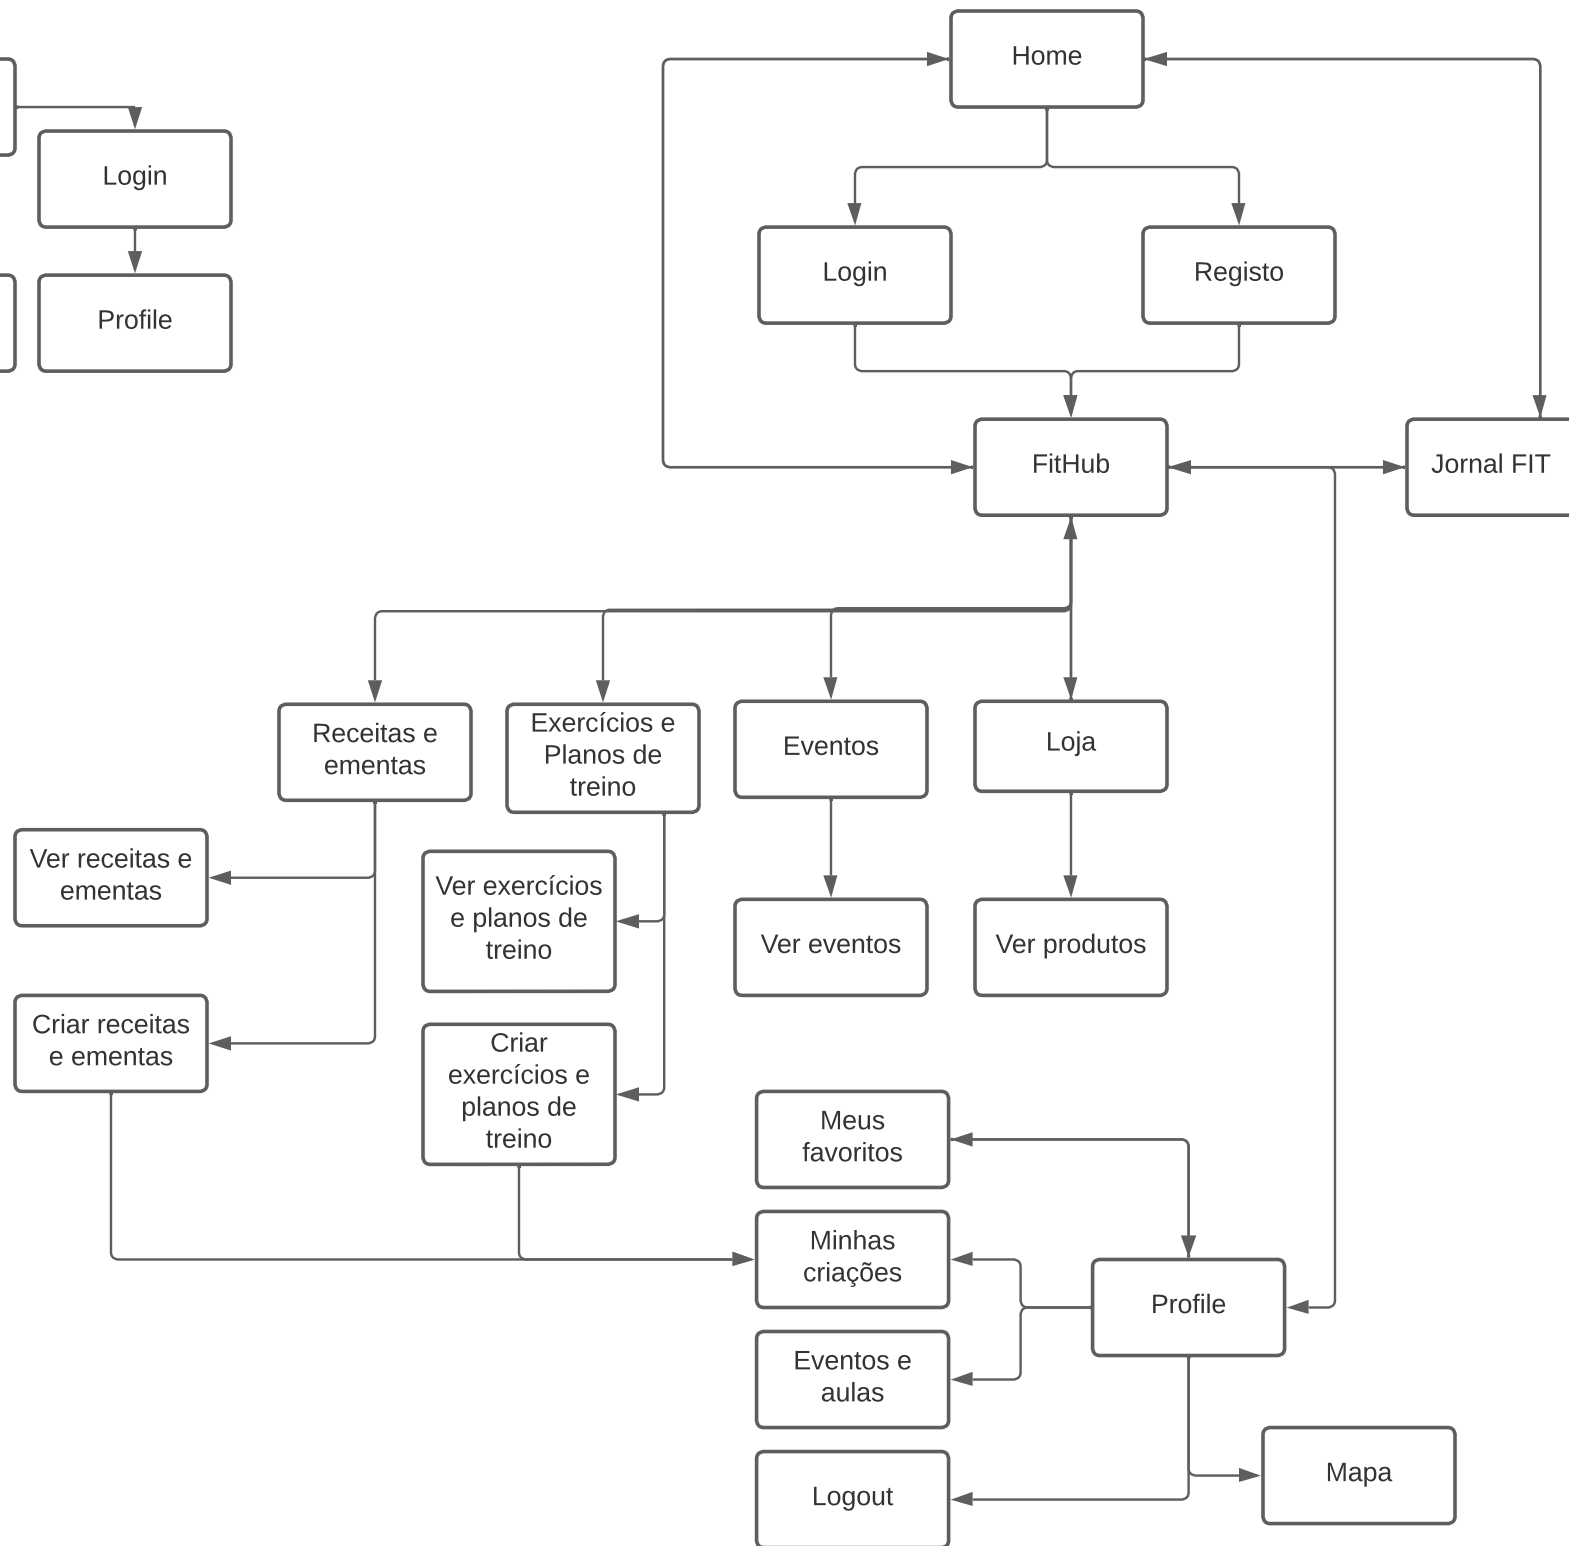 Home
Login
Login
Registo
Profile
FitHub
Jornal FIT
Receitas e
ementas
Exercícios e
Planos de
treino
Eventos
Loja
Ver receitas e
ementas
Ver exercícios
e planos de
treino
Ver eventos
Ver produtos
Criar receitas
e ementas
Criar
exercícios e
planos de
treino
Meus
favoritos
Minhas
criações
Profile
Eventos e
aulas
Mapa
Logout